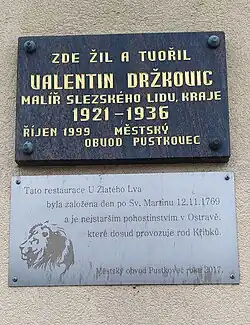 ZDE ŽIL A TVOŘIL
VALENTIN DRŽKOVIC
MALÍŘ SLEZSKÉHO LIDU, KRAJE
1921-1936
ŘÍJEN 1999 MĚSTSKÝ
OBVOD PUSTKOVEC
Tato restaurace U Zlatého Lva
byla založena den po Sv. Martinu 12.11.1769
a je nejstarším pohostinstvím v Ostravě,
které dosud provozuje rod Křibků.
Městský obvod Pustkovec roku 2017.